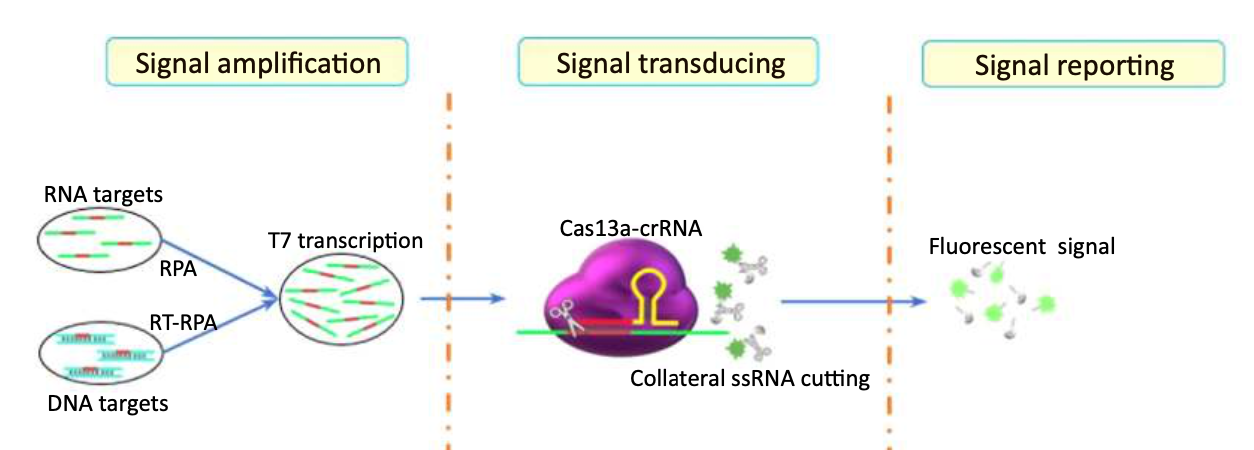 Signal amplification
Signal transducing
Signal reporting
RNA targets
RPA
T7 transcription
RT-RPA
DNA targets
Cas13a-crRNA
Collateral ssRNA cutting
Fluorescent signal